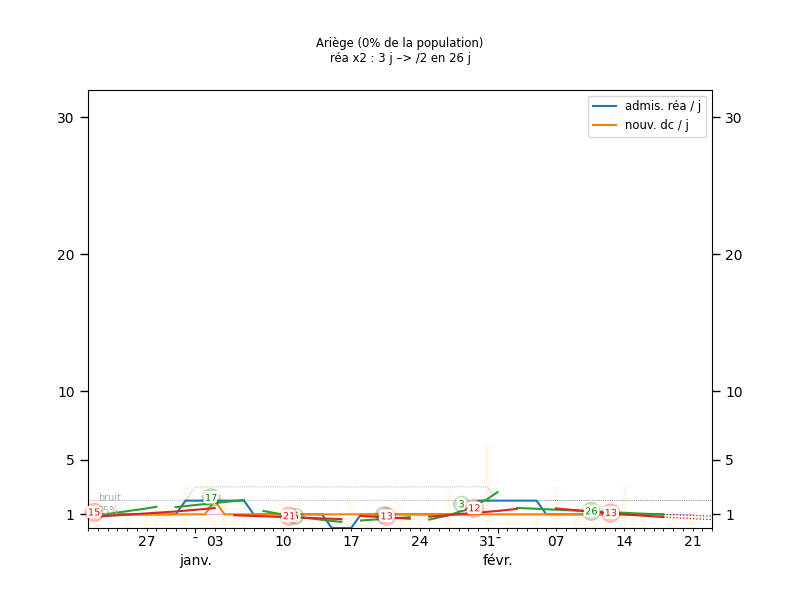 Ariège (0% de la population)
réa x2 : 3 j –> /2 en 26 j
admis. réa / j
nouv. dc / j
30 30
20 20
10 10
5 5
bruit
17
3
15 21 13 12 26 13
1 1
27 - 03 10 17 24 31- 07 14 21
janv. févr.